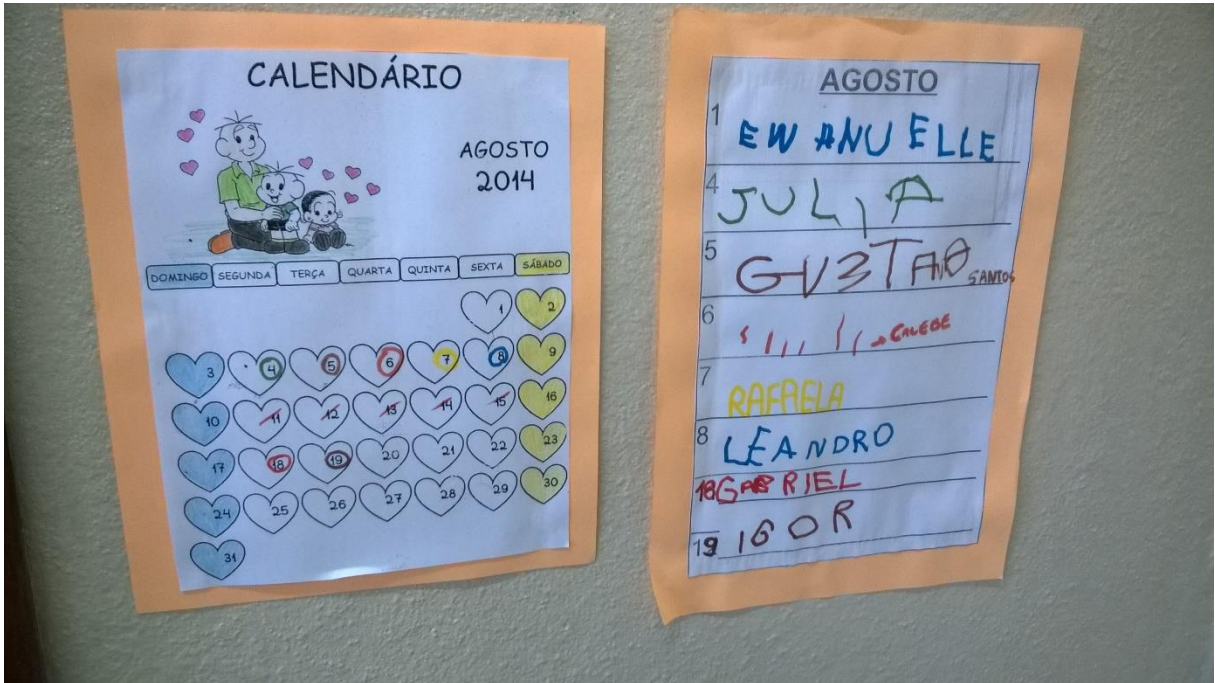 CALENDÁRIO
AGOSTO
2014
DOMINGO SEGUNDA TERÇA QUARTA QUINTA SEXTA SÁBADO
1 2
3 4 5 6 7 8 9
10 11 12 13 14 15 16
17 18 19 20 21 22 23
24 25 26 27 28 29 30
31
AGOSTO
1 EWANUELLE
4 JULIA
5 GUSTAVO SANTOS
6 CALEBE
7 RAFAELA
8 LEANDRO
18 GABRIEL
19 IGOR